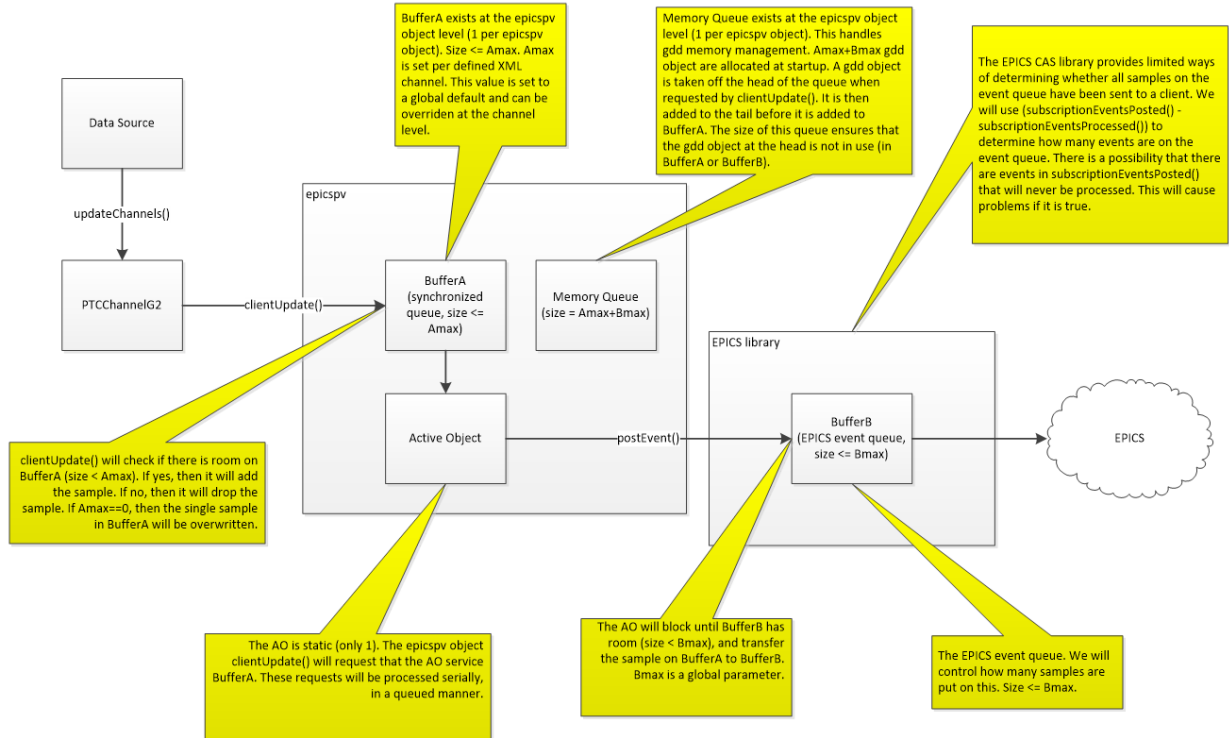 BufferA exists at the epicspv
object level (1 per epicspv
object). Size <= Amax. Amax
is set per defined XML
channel. This value is set to
a global default and can be
overriden at the channel
level.
Memory Queue exists at the epicspv object
level (1 per epicspv object). This handles
gdd memory management. Amax+Bmax gdd
object are allocated at startup. A gdd object
is taken off the head of the queue when
requested by clientUpdate(). It is then
added to the tail before it is added to
BufferA. The size of this queue ensures that
the gdd object at the head is not in use (in
BufferA or BufferB).
The EPICS CAS library provides limited ways
of determining whether all samples on the
event queue have been sent to a client. We
will use (subscriptionEventsPosted() -
subscriptionEventsProcessed()) to
determine how many events are on the
event queue. There is a possibility that there
are events in subscriptionEventsPosted()
that will never be processed. This will cause
problems if it is true.
Data Source
updateChannels()
PTCChannelG2
clientUpdate()
epicspv
BufferA
(synchronized
queue, size <=
Amax)
Memory Queue
(size = Amax+Bmax)
Active Object
postEvent()
EPICS library
BufferB
(EPICS event queue,
size <= Bmax)
EPICS
clientUpdate() will check if there is room on
BufferA (size < Amax). If yes, then it will add
the sample. If no, then it will drop the
sample. If Amax==0, then the single sample
in BufferA will be overwritten.
The AO is static (only 1). The epicspv object
clientUpdate() will request that the AO service
BufferA. These requests will be processed serially,
in a queued manner.
The AO will block until BufferB has
room (size < Bmax), and transfer
the sample on BufferA to BufferB.
Bmax is a global parameter.
The EPICS event queue. We will
control how many samples are
put on this. Size <= Bmax.